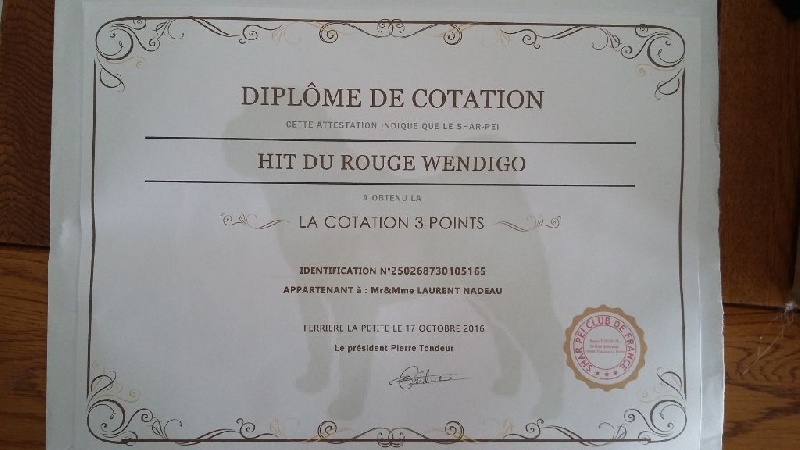 DIPLÔME DE COTATION
CETTE ATTESTATION INDIQUE QUE LE SHAR-PEI
HIT DU ROUGE WENDIGO
A OBTENU LA
LA COTATION 3 POINTS
IDENTIFICATION N°250268730105165
APPARTENANT à : Mr&Mme LAURENT NADEAU
FERRIERE LA PETITE LE 17 OCTOBRE 2016
Le président Pierre Tondeur
SHAR PEI CLUB DE FRANCE